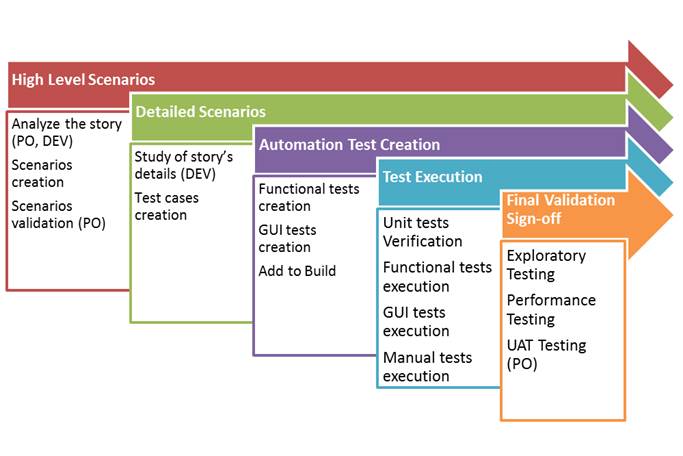 High Level Scenarios
Analyze the story
(PO, DEV)
Scenarios
creation
Scenarios
validation (PO)
Detailed Scenarios
Study of story's
details (DEV)
Test cases
creation
Automation Test Creation
Functional tests
creation
GUI tests
creation
Add to Build
Test Execution
Unit tests
Verification
Functional tests
execution
GUI tests
execution
Manual tests
execution
Final Validation
Sign-off
Exploratory
Testing
Performance
Testing
UAT Testing
(PO)